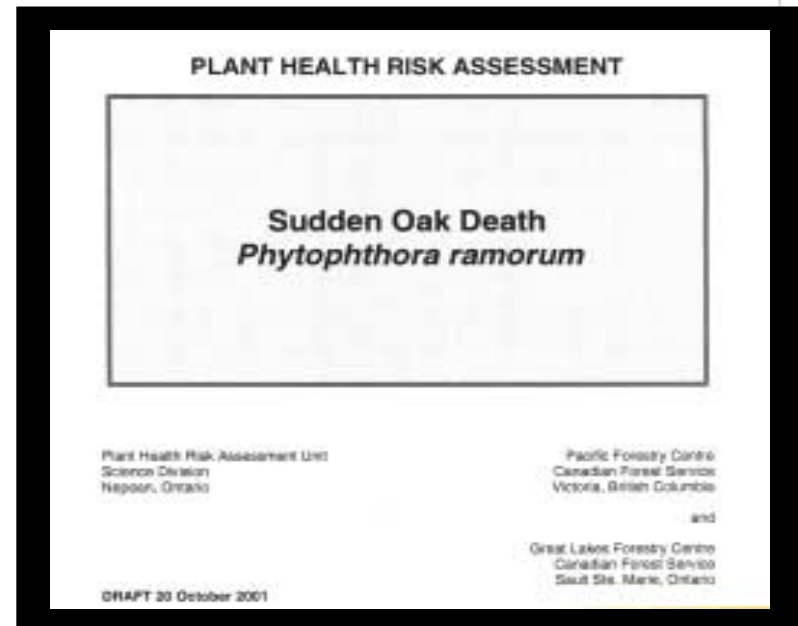 PLANT HEALTH RISK ASSESSMENT
Sudden Oak Death
Phytophthora ramorum
Plant Health Risk Assessment Unit
Science Division
Nepean, Ontario
Pacific Forestry Centre
Canadian Forest Service
Victoria, British Columbia
and
Great Lakes Forestry Centre
Canadian Forest Service
Sault Ste. Marie, Ontario
DRAFT 20 October 2001